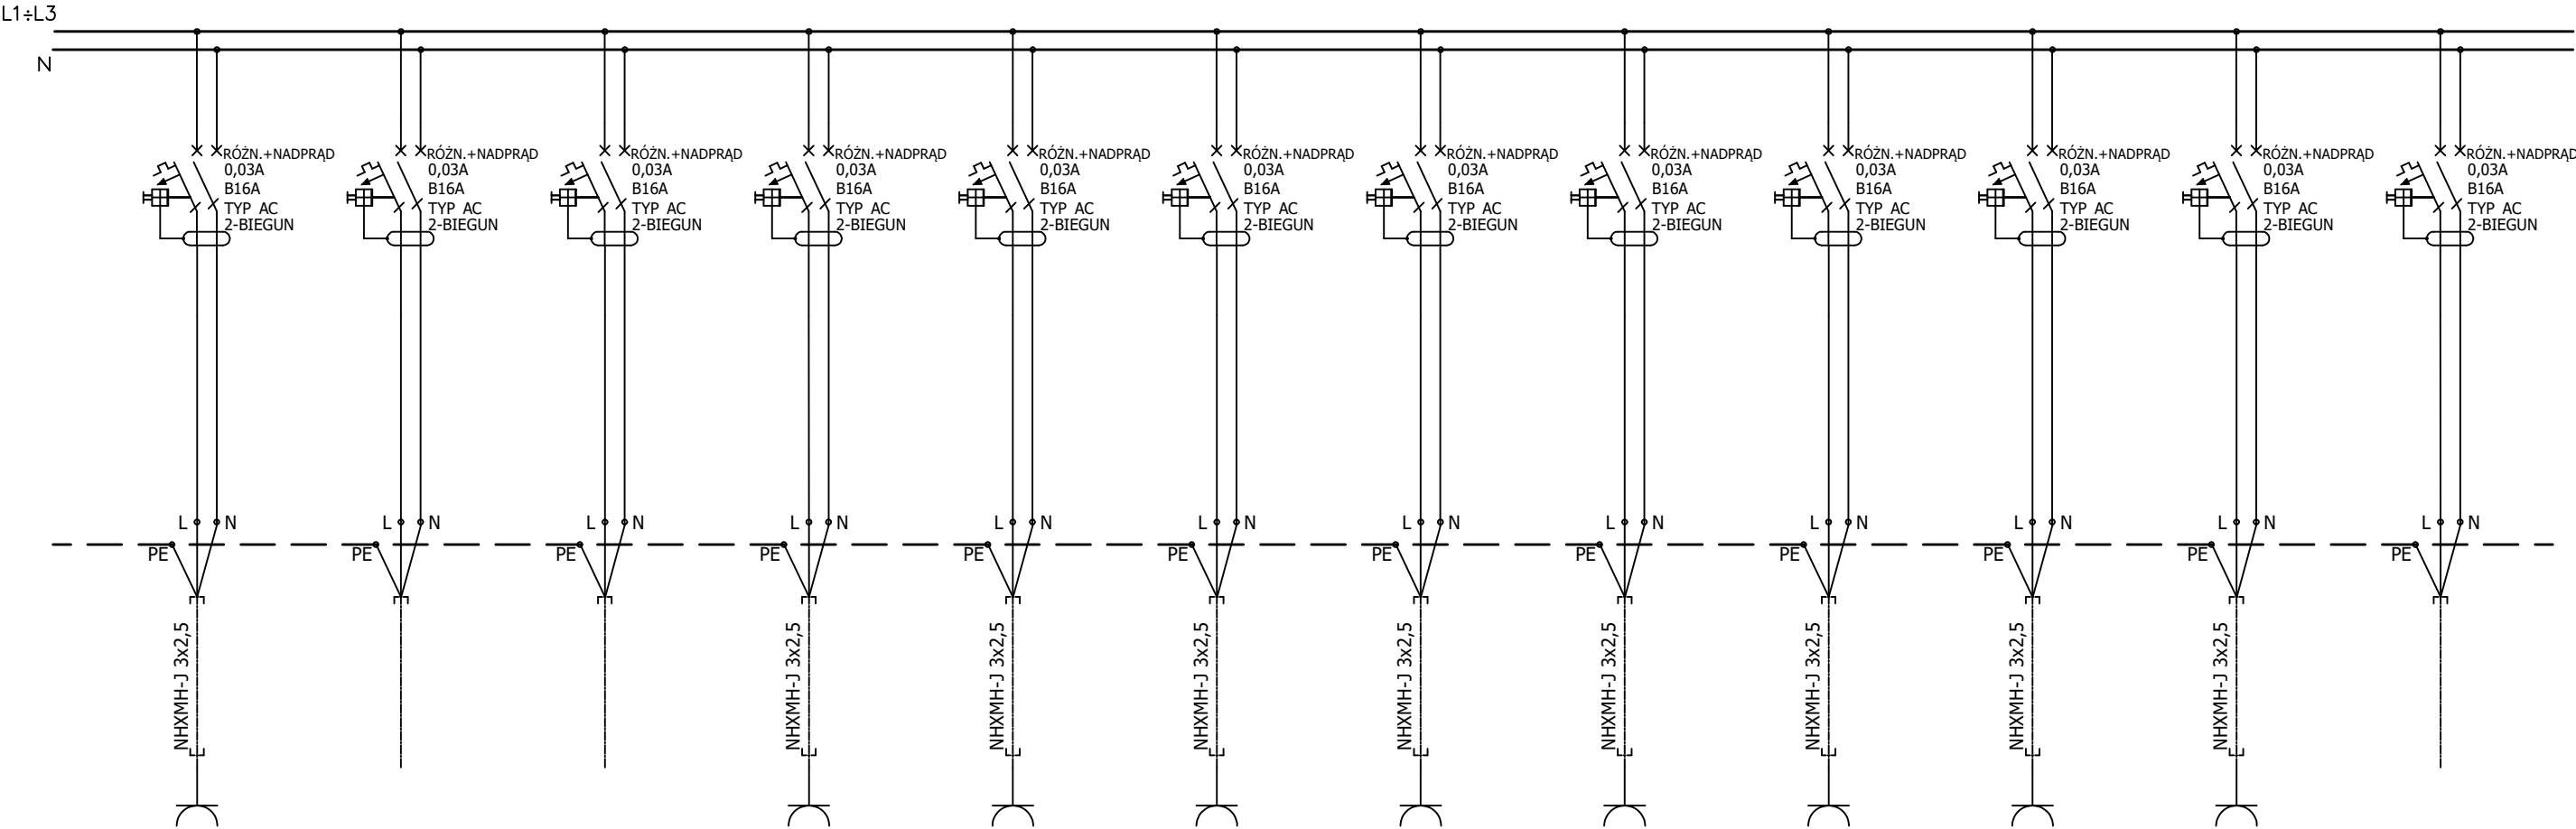 L1÷L3
N
RÓŻN.+NADPRĄD
0,03A
B16A
TYP AC
2-BIEGUN
RÓŻN.+NADPRĄD
0,03A
B16A
TYP AC
2-BIEGUN
RÓŻN.+NADPRĄD
0,03A
B16A
TYP AC
2-BIEGUN
RÓŻN.+NADPRĄD
0,03A
B16A
TYP AC
2-BIEGUN
RÓŻN.+NADPRĄD
0,03A
B16A
TYP AC
2-BIEGUN
RÓŻN.+NADPRĄD
0,03A
B16A
TYP AC
2-BIEGUN
RÓŻN.+NADPRĄD
0,03A
B16A
TYP AC
2-BIEGUN
RÓŻN.+NADPRĄD
0,03A
B16A
TYP AC
2-BIEGUN
RÓŻN.+NADPRĄD
0,03A
B16A
TYP AC
2-BIEGUN
RÓŻN.+NADPRĄD
0,03A
B16A
TYP AC
2-BIEGUN
RÓŻN.+NADPRĄD
0,03A
B16A
TYP AC
2-BIEGUN
RÓŻN.+NADPRĄD
0,03A
B16A
TYP AC
2-BIEGUN
L N
L N
L N
L N
L N
L N
L N
L N
L N
L N
L N
L N
PE
PE
PE
PE
PE
PE
PE
PE
PE
PE
PE
PE
NHXMH-J 3x2,5
NHXMH-J 3x2,5
NHXMH-J 3x2,5
NHXMH-J 3x2,5
NHXMH-J 3x2,5
NHXMH-J 3x2,5
NHXMH-J 3x2,5
NHXMH-J 3x2,5
NHXMH-J 3x2,5